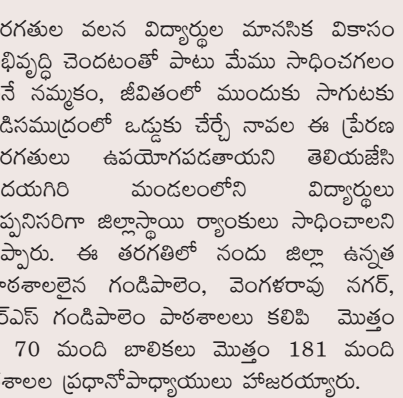 రగతుల వలన విద్యార్థుల మానసిక వికాసం
భివృద్ధి చెందటంతో పాటు మేము సాధించగలం
నే నమ్మకం, జీవితంలో ముందుకు సాగుటకు
డిసముద్రంలో ఒడ్డుకు చేర్చే నావల ఈ ప్రేరణ
రగతులు ఉపయోగపడతాయని తెలియజేసి
దయగిరి మండలంలోని విద్యార్థులు
ప్పనిసరిగా జిల్లాస్థాయి ర్యాంకులు సాధించాలని
ప్పారు. ఈ తరగతిలో నందు జిల్లా ఉన్నత
ాఠశాలలైన గండిపాలెం, వెంగళరావు నగర్,
ర్ఎస్ గండిపాలెం పాఠశాలలు కలిపి మొత్తం
70 మంది బాలికలు మొత్తం 181 మంది
శాలల ప్రధానోపాధ్యాయులు హాజరయ్యారు.